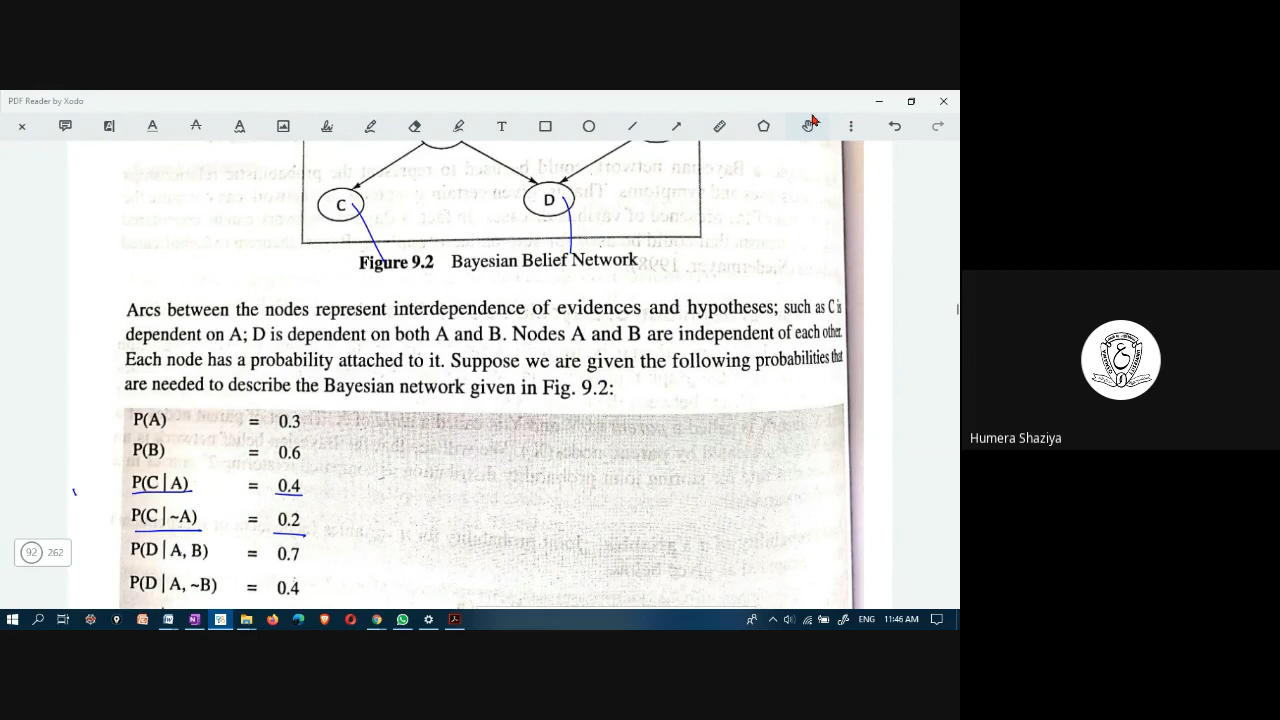 PDF Reader by Xodo
C
D
Figure 9.2 Bayesian Belief Network
Arcs between the nodes represent interdependence of evidences and hypotheses; such as C is
dependent on A; D is dependent on both A and B. Nodes A and B are independent of each other.
Each node has a probability attached to it. Suppose we are given the following probabilities that
are needed to describe the Bayesian network given in Fig. 9.2:
P(A) = 0.3
P(B) = 0.6
P(C|A) = 0.4
P(C|~A) = 0.2
P(D|A, B) = 0.7
P(D|A, ~B) = 0.4
92 262
ENG 11:46 AM
Humera Shaziya